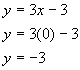 y = 3x − 3
y = 3(0) − 3
y = −3